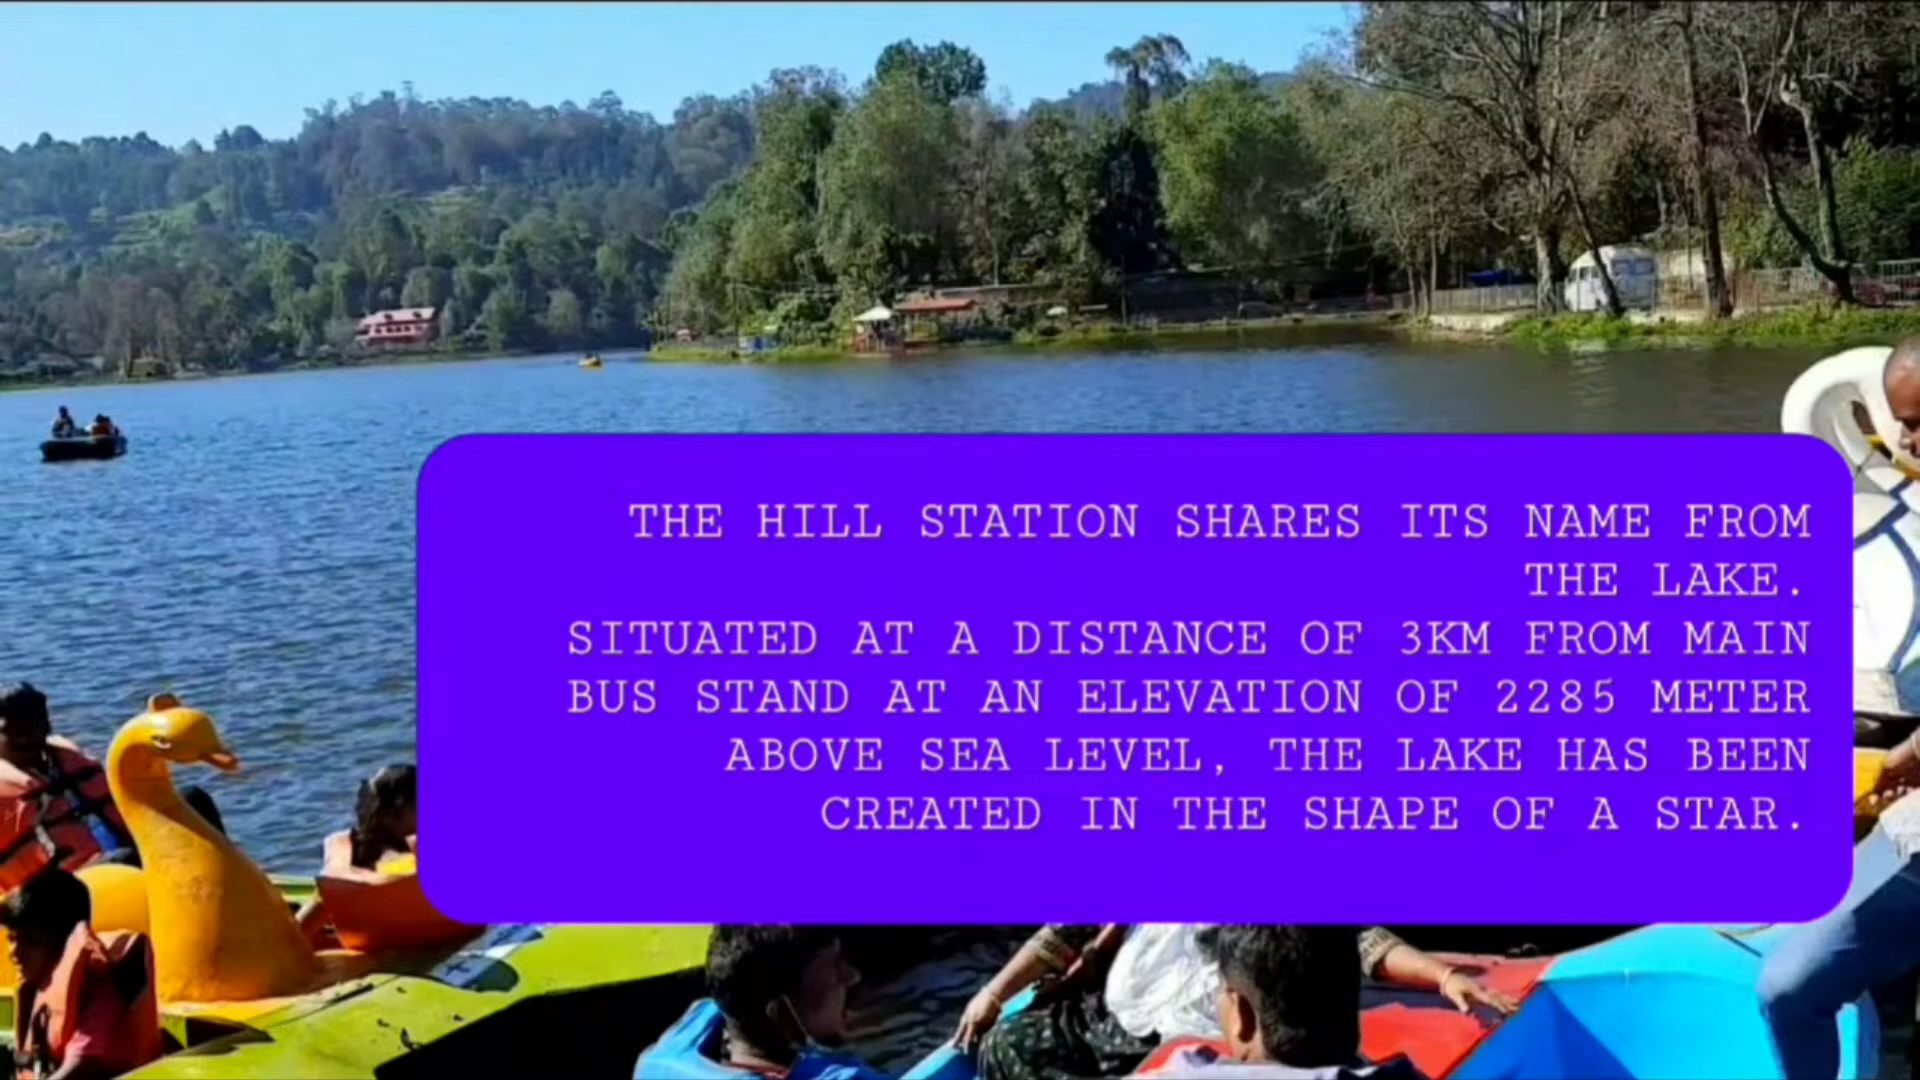 THE HILL STATION SHARES ITS NAME FROM
THE LAKE.
SITUATED AT A DISTANCE OF 3KM FROM MAIN
BUS STAND AT AN ELEVATION OF 2285 METER
ABOVE SEA LEVEL, THE LAKE HAS BEEN
CREATED IN THE SHAPE OF A STAR.